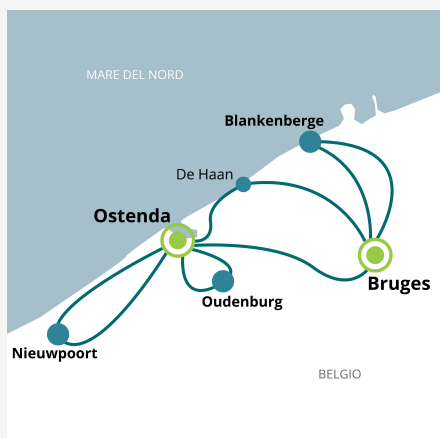 MARE DEL NORD
Blankenberge
De Haan
Ostenda
Bruges
Oudenburg
Nieuwpoort
BELGIO